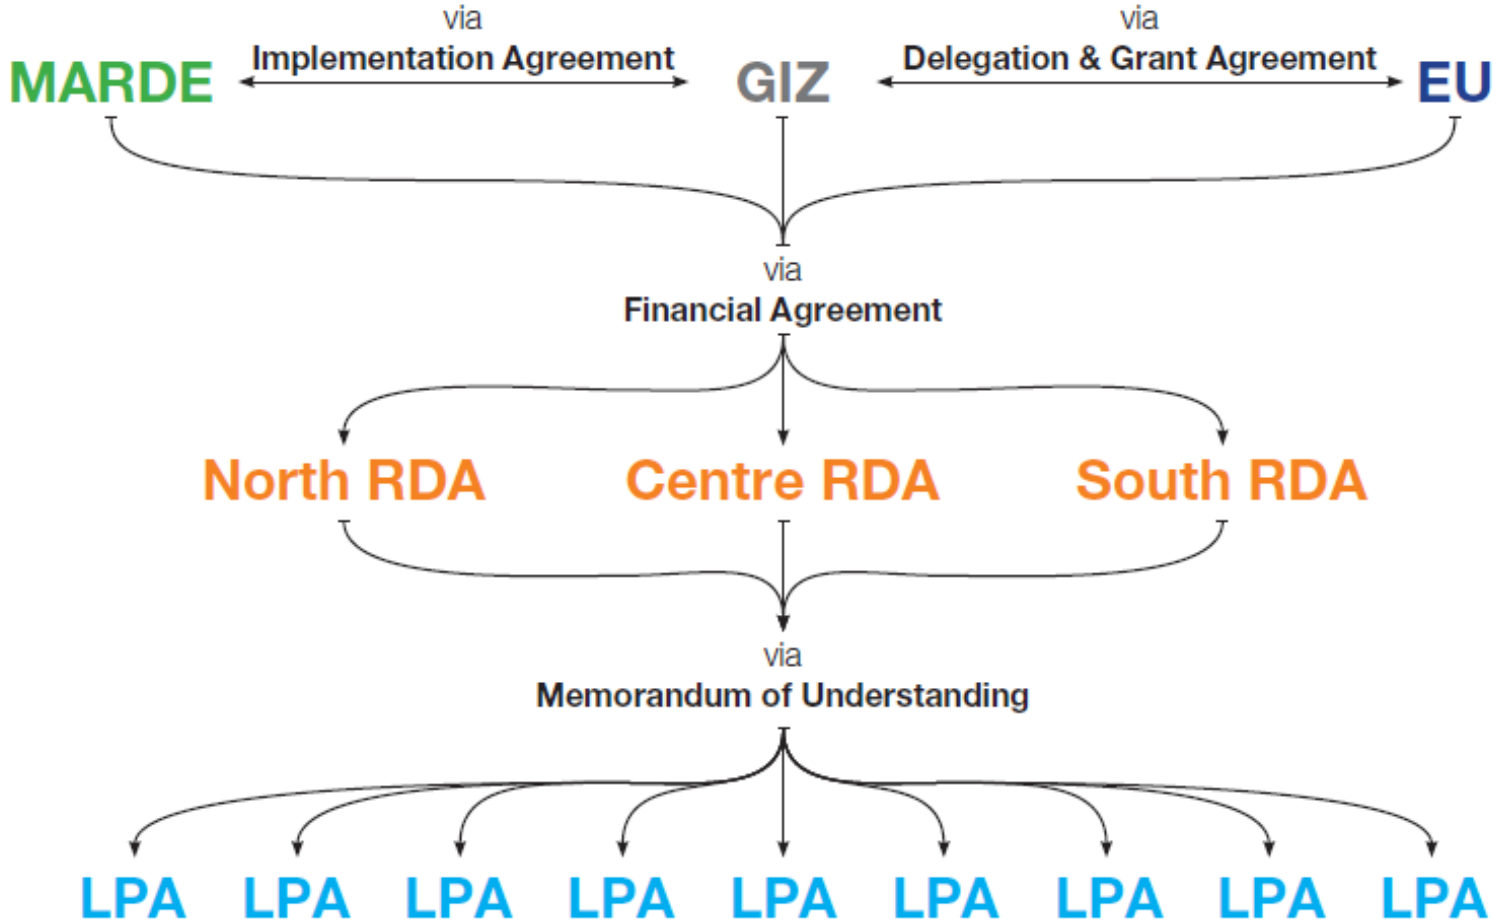 via
Implementation Agreement
via
Delegation & Grant Agreement
MARDE
GIZ
EU
via
Financial Agreement
North RDA
Centre RDA
South RDA
via
Memorandum of Understanding
LPA
LPA
LPA
LPA
LPA
LPA
LPA
LPA
LPA